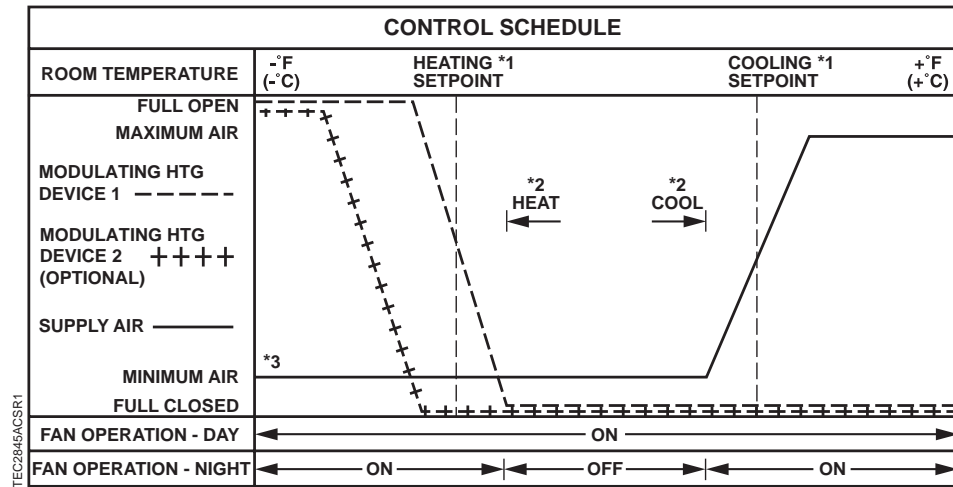 CONTROL SCHEDULE
ROOM TEMPERATURE
-°F
(-°C)
HEATING *1
SETPOINT
COOLING *1
SETPOINT
+°F
(+°C)
FULL OPEN
MAXIMUM AIR
MODULATING HTG
DEVICE 1
*2
HEAT
*2
COOL
MODULATING HTG
DEVICE 2
(OPTIONAL)
SUPPLY AIR
*3
MINIMUM AIR
FULL CLOSED
FAN OPERATION - DAY
ON
FAN OPERATION - NIGHT
ON
OFF
ON
TEC2845ACSR1